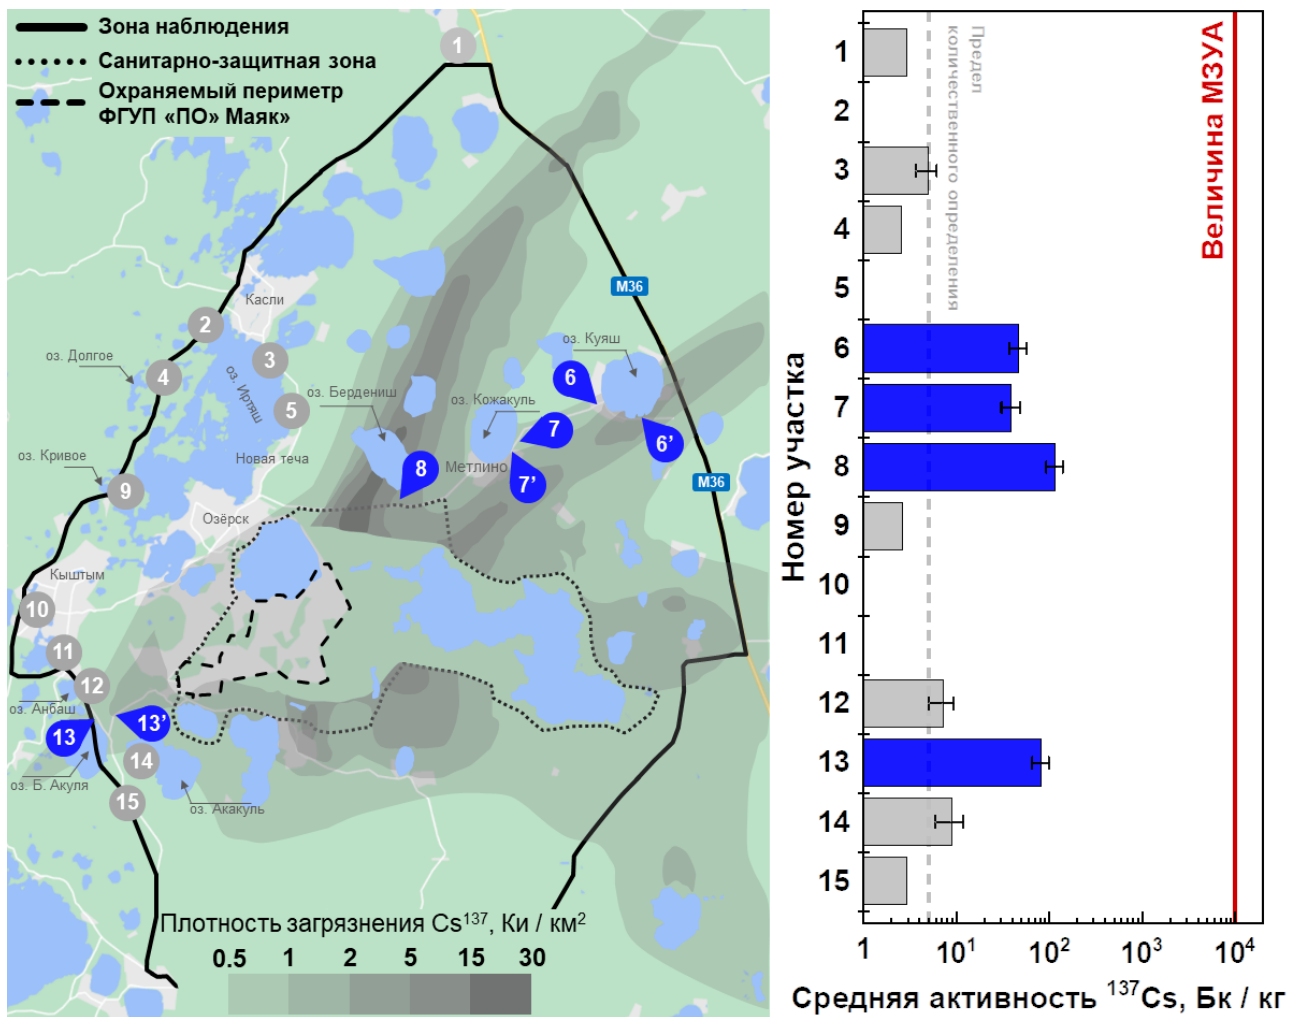 Зона наблюдения
Санитарно-защитная зона
Охраняемый периметр
ФГУП «ПО» Маяк»
1
М36
Касли
2
оз. Куяш
оз. Долгое
3
4
6
оз. Иртяш
оз. Бердениш
оз. Кожакуль
5
7
6’
оз. Кривое
Новая теча
8
Метлино
7’
М36
9
Озёрск
Кыштым
10
11
12
оз. Анбаш
13
13’
14
оз. Б. Акуля
15
оз. Акакуль
Плотность загрязнения Cs¹³⁷, Ки / км²
0.5 1 2 5 15 30
Номер участка
1
2
3
4
5
6
7
8
9
10
11
12
13
14
15
Предел
количественного определения
Величина МЗУА
1 10¹ 10² 10³ 10⁴
Средняя активность ¹³⁷Cs, Бк / кг